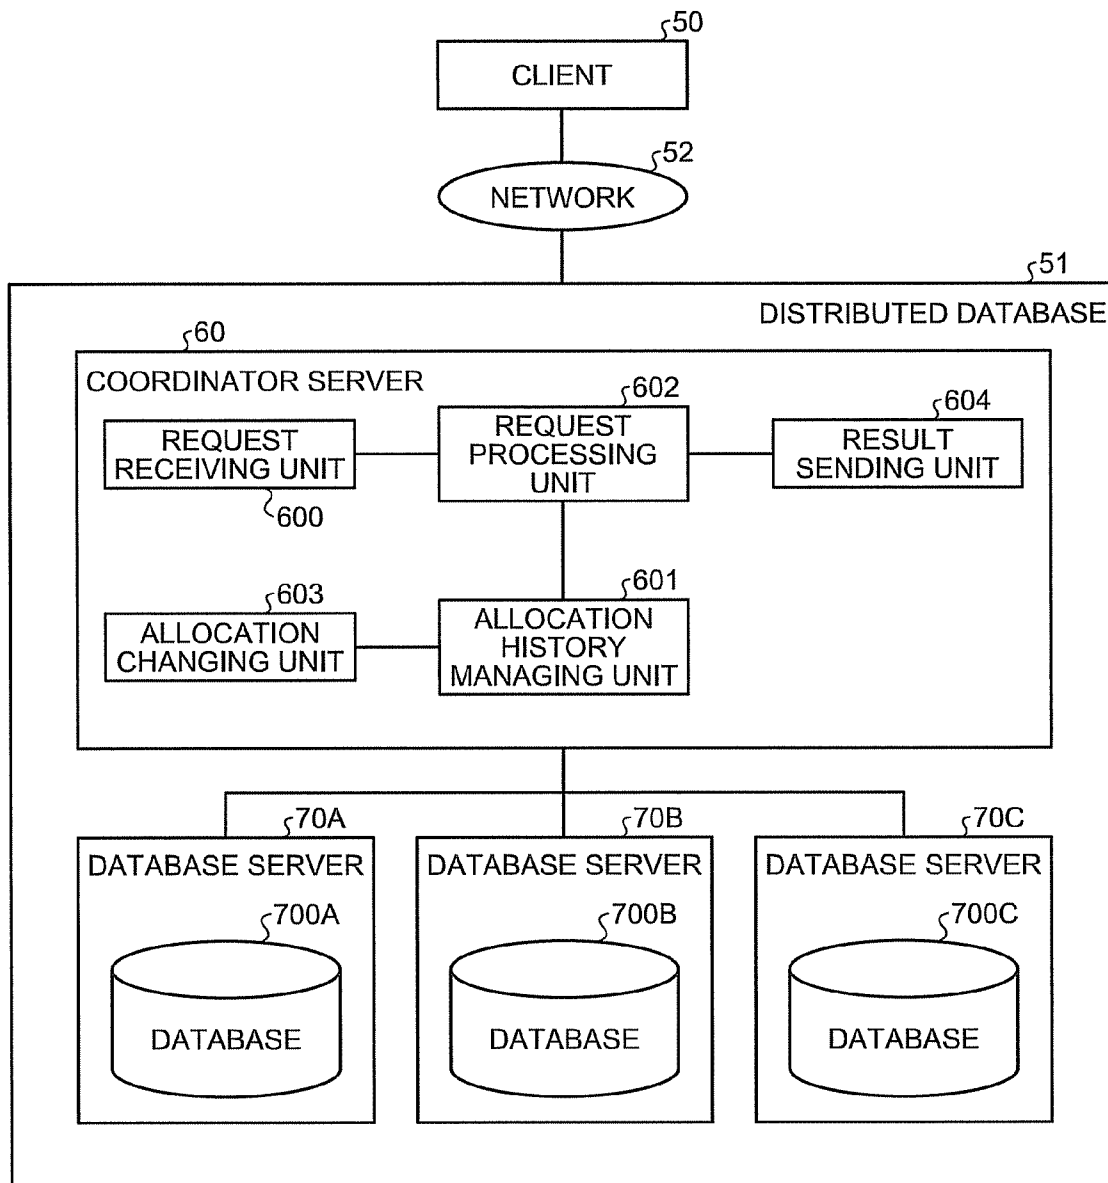 50
CLIENT
52
NETWORK
51
DISTRIBUTED DATABASE
60
COORDINATOR SERVER
REQUEST
RECEIVING UNIT
600
602
REQUEST
PROCESSING
UNIT
604
RESULT
SENDING UNIT
603
ALLOCATION
CHANGING UNIT
601
ALLOCATION
HISTORY
MANAGING UNIT
70A
DATABASE SERVER
700A
DATABASE
70B
DATABASE SERVER
700B
DATABASE
70C
DATABASE SERVER
700C
DATABASE